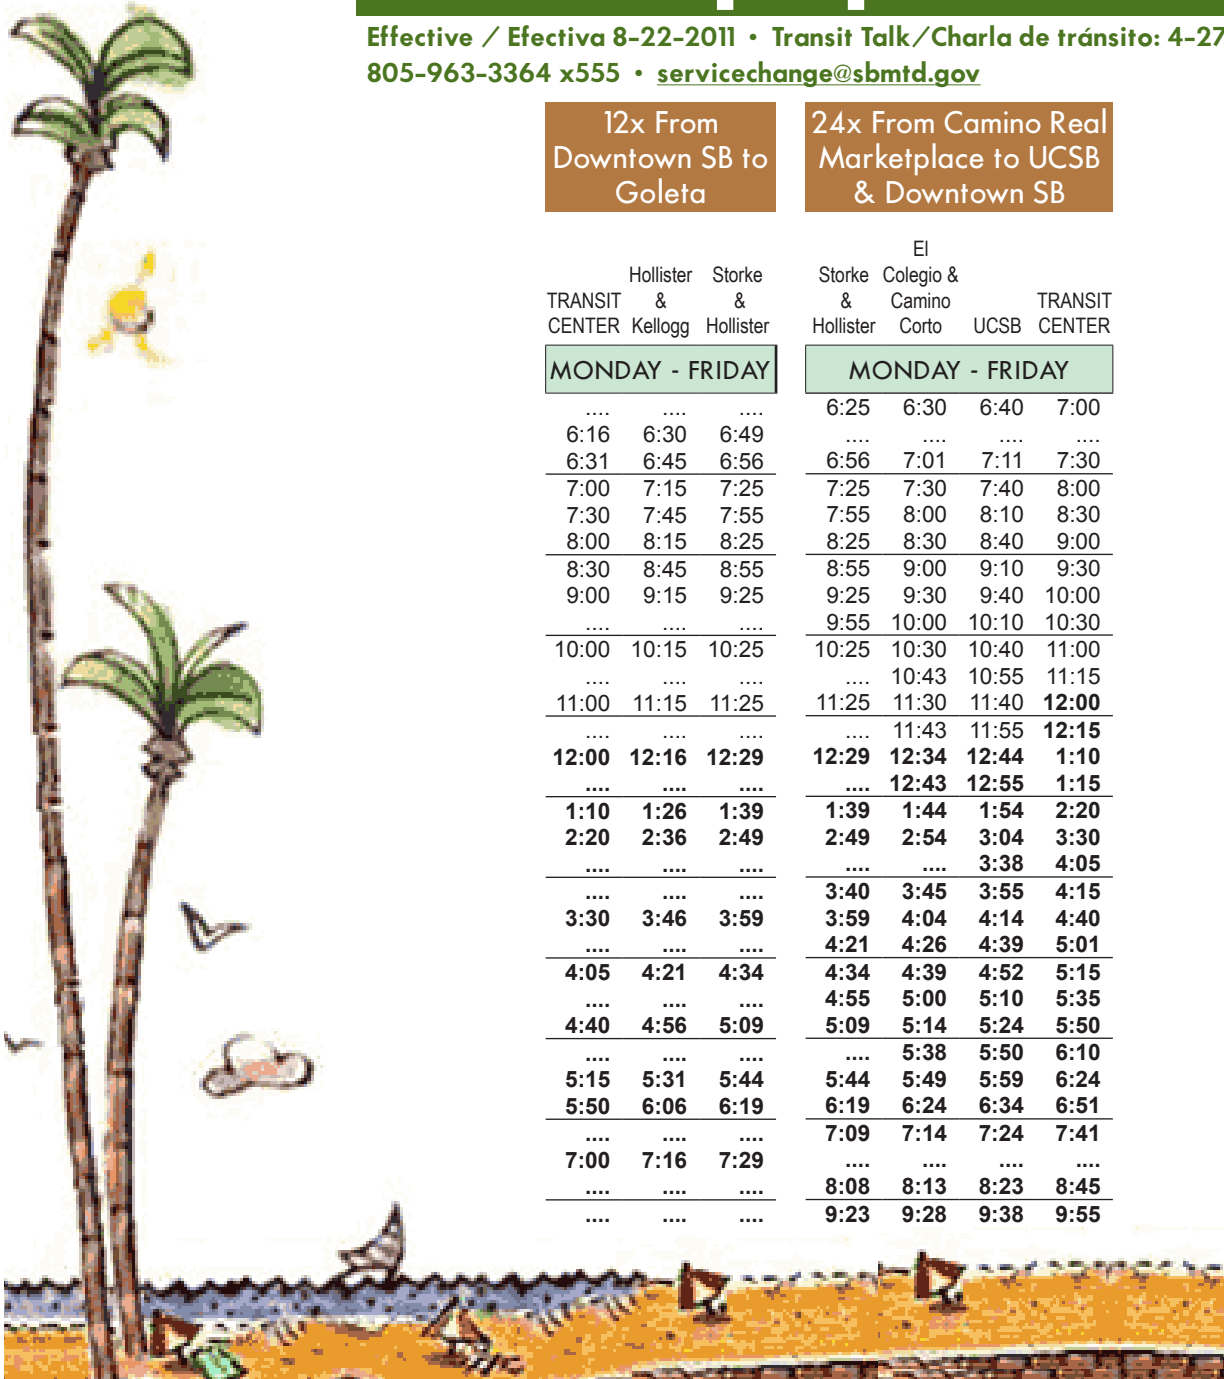 Effective / Efectiva 8-22-2011 • Transit Talk/Charla de tránsito: 4-27
805-963-3364 x555 • servicechange@sbmtd.gov
12x From
Downtown SB to
Goleta
24x From Camino Real
Marketplace to UCSB
& Downtown SB
TRANSIT CENTER Hollister & Kellogg Storke & Hollister
Storke & Hollister El Colegio & Camino Corto UCSB TRANSIT CENTER
MONDAY - FRIDAY MONDAY - FRIDAY
.... .... .... 6:25 6:30 6:40 7:00
6:16 6:30 6:49 .... .... .... ....
6:31 6:45 6:56 6:56 7:01 7:11 7:30
7:00 7:15 7:25 7:25 7:30 7:40 8:00
7:30 7:45 7:55 7:55 8:00 8:10 8:30
8:00 8:15 8:25 8:25 8:30 8:40 9:00
8:30 8:45 8:55 8:55 9:00 9:10 9:30
9:00 9:15 9:25 9:25 9:30 9:40 10:00
.... .... .... 9:55 10:00 10:10 10:30
10:00 10:15 10:25 10:25 10:30 10:40 11:00
.... .... .... .... 10:43 10:55 11:15
11:00 11:15 11:25 11:25 11:30 11:40 12:00
.... .... .... .... 11:43 11:55 12:15
12:00 12:16 12:29 12:29 12:34 12:44 1:10
.... .... .... .... 12:43 12:55 1:15
1:10 1:26 1:39 1:39 1:44 1:54 2:20
2:20 2:36 2:49 2:49 2:54 3:04 3:30
.... .... .... .... .... 3:38 4:05
.... .... .... 3:40 3:45 3:55 4:15
3:30 3:46 3:59 3:59 4:04 4:14 4:40
.... .... .... 4:21 4:26 4:39 5:01
4:05 4:21 4:34 4:34 4:39 4:52 5:15
.... .... .... 4:55 5:00 5:10 5:35
4:40 4:56 5:09 5:09 5:14 5:24 5:50
.... .... .... .... 5:38 5:50 6:10
5:15 5:31 5:44 5:44 5:49 5:59 6:24
5:50 6:06 6:19 6:19 6:24 6:34 6:51
.... .... .... 7:09 7:14 7:24 7:41
7:00 7:16 7:29 .... .... .... ....
.... .... .... 8:08 8:13 8:23 8:45
.... .... .... 9:23 9:28 9:38 9:55